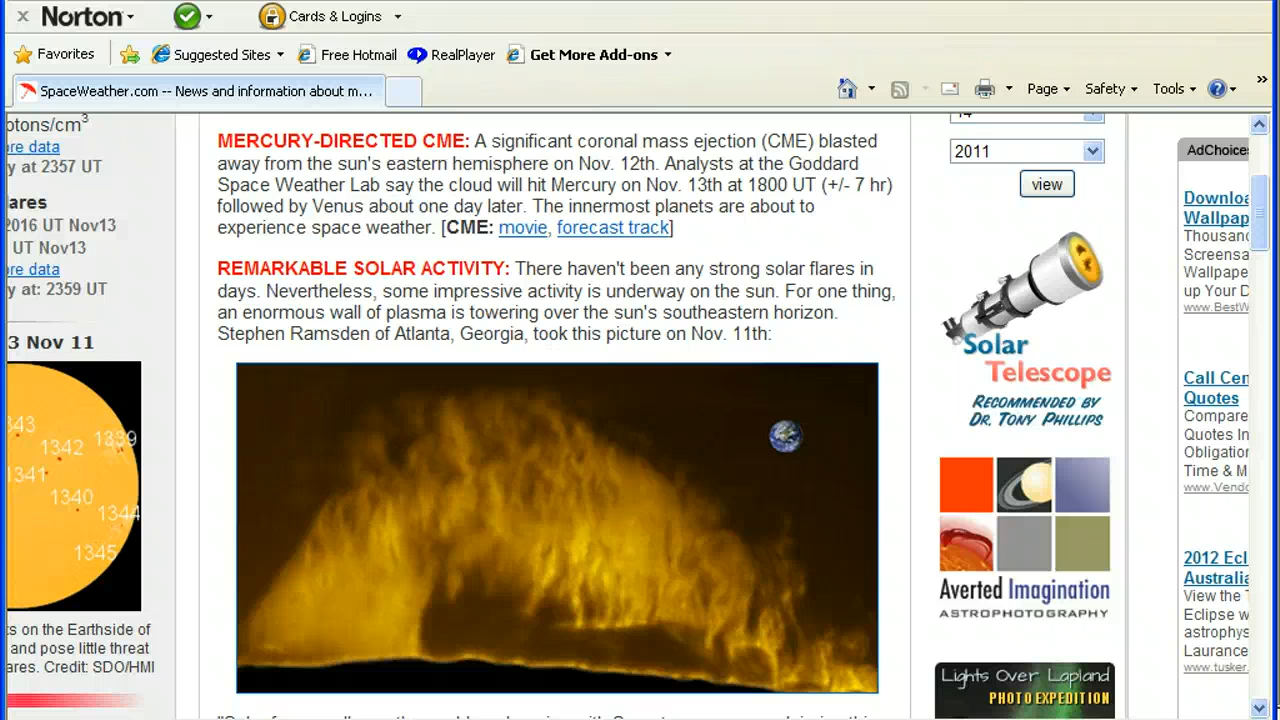 Norton
Cards & Logins
Favorites
Suggested Sites
Free Hotmail
RealPlayer
Get More Add-ons
SpaceWeather.com -- News and information about m...
Page
Safety
Tools
»
otons/cm3
ore data
y at 2357 UT
ares
2016 UT Nov13
UT Nov13
ore data
y at: 2359 UT
3 Nov 11
1342
1339
1341
1340
1344
1345
ts on the Earthside of
and pose little threat
ares. Credit: SDO/HMI
MERCURY-DIRECTED CME: A significant coronal mass ejection (CME) blasted
away from the sun's eastern hemisphere on Nov. 12th. Analysts at the Goddard
Space Weather Lab say the cloud will hit Mercury on Nov. 13th at 1800 UT (+/- 7 hr)
followed by Venus about one day later. The innermost planets are about to
experience space weather. [CME: movie, forecast track]
REMARKABLE SOLAR ACTIVITY: There haven't been any strong solar flares in
days. Nevertheless, some impressive activity is underway on the sun. For one thing,
an enormous wall of plasma is towering over the sun's southeastern horizon.
Stephen Ramsden of Atlanta, Georgia, took this picture on Nov. 11th:
2011
view
Solar
Telescope
RECOMMENDED BY
DR. TONY PHILLIPS
Averted Imagination
ASTROPHOTOGRAPHY
Lights Over Lapland
PHOTO EXPEDITION
AdChoices
Downloa
Wallpap
Thousan
Screensa
Wallpape
up Your D
www.BestW
Call Cen
Quotes
Compare
Quotes In
Obligation
Time & M
www.Vendo
2012 Ecl
Australia
View the T
Eclipse w
astrophys
Laurance
www.tusker.